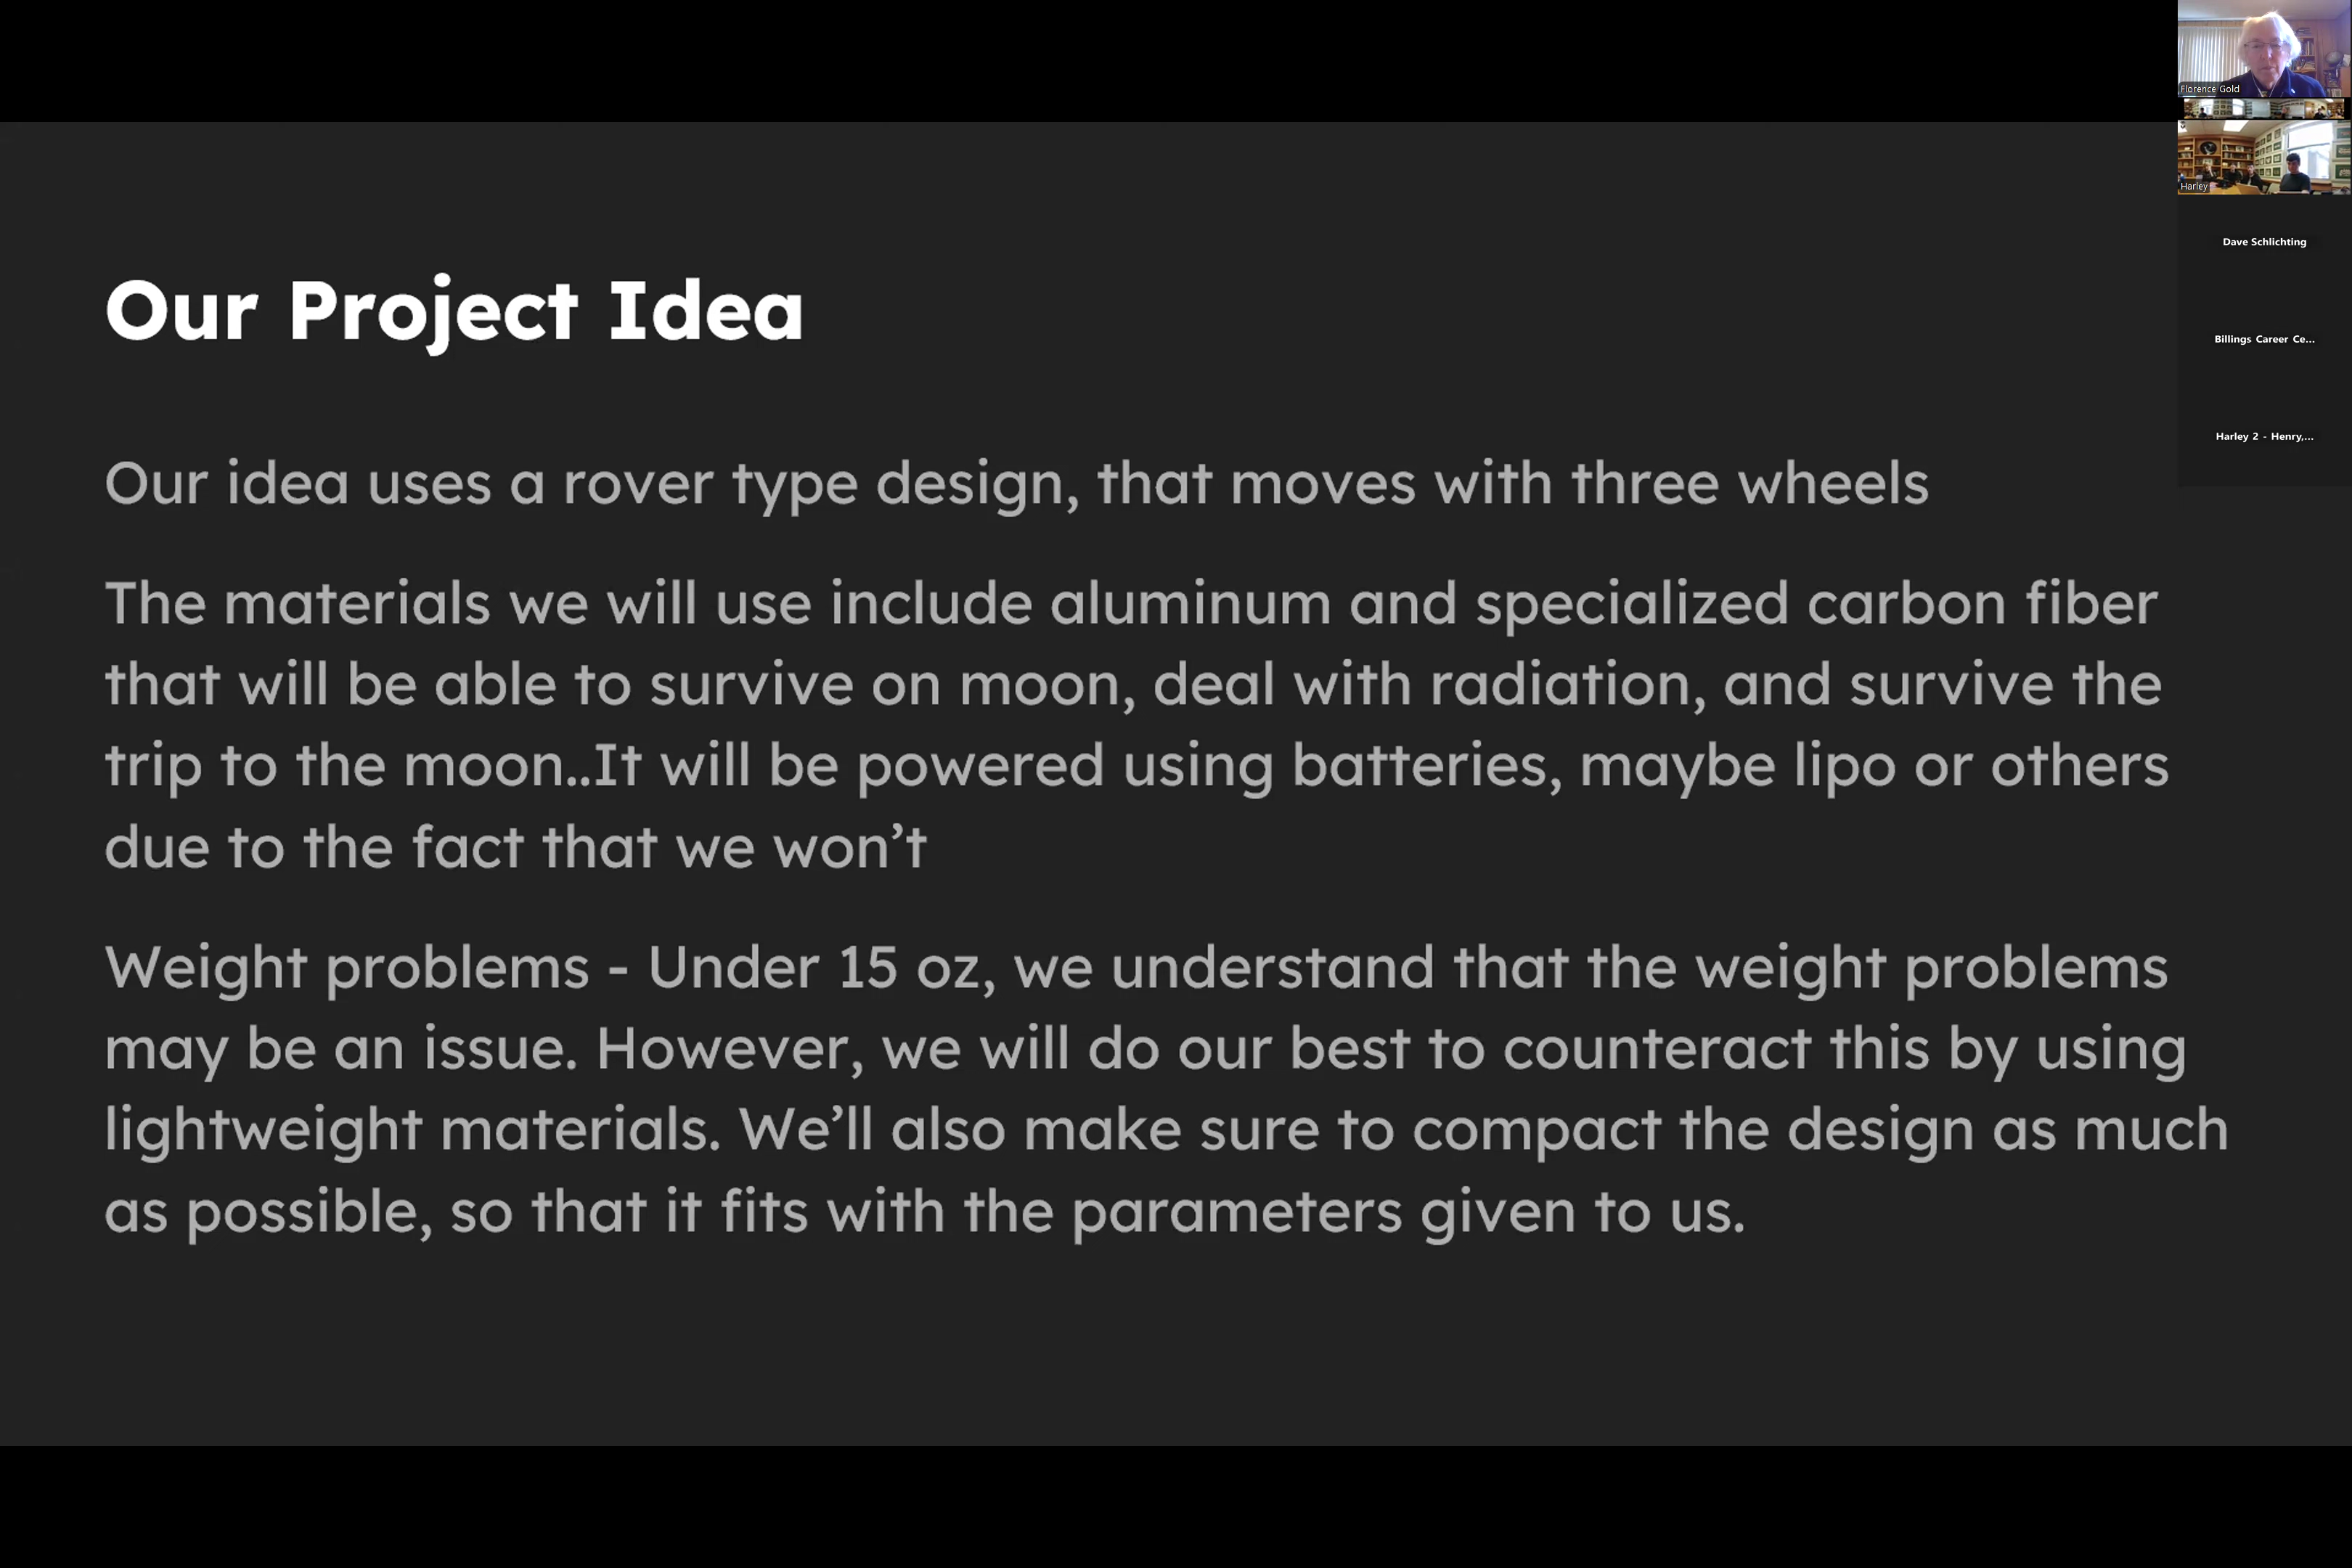 Our Project Idea
Our idea uses a rover type design, that moves with three wheels
The materials we will use include aluminum and specialized carbon fiber
that will be able to survive on moon, deal with radiation, and survive the
trip to the moon..It will be powered using batteries, maybe lipo or others
due to the fact that we won’t
Weight problems - Under 15 oz, we understand that the weight problems
may be an issue. However, we will do our best to counteract this by using
lightweight materials. We’ll also make sure to compact the design as much
as possible, so that it fits with the parameters given to us.
Florence Gold
Harley
Dave Schlichting
Billings Career Ce...
Harley 2 - Henry,...